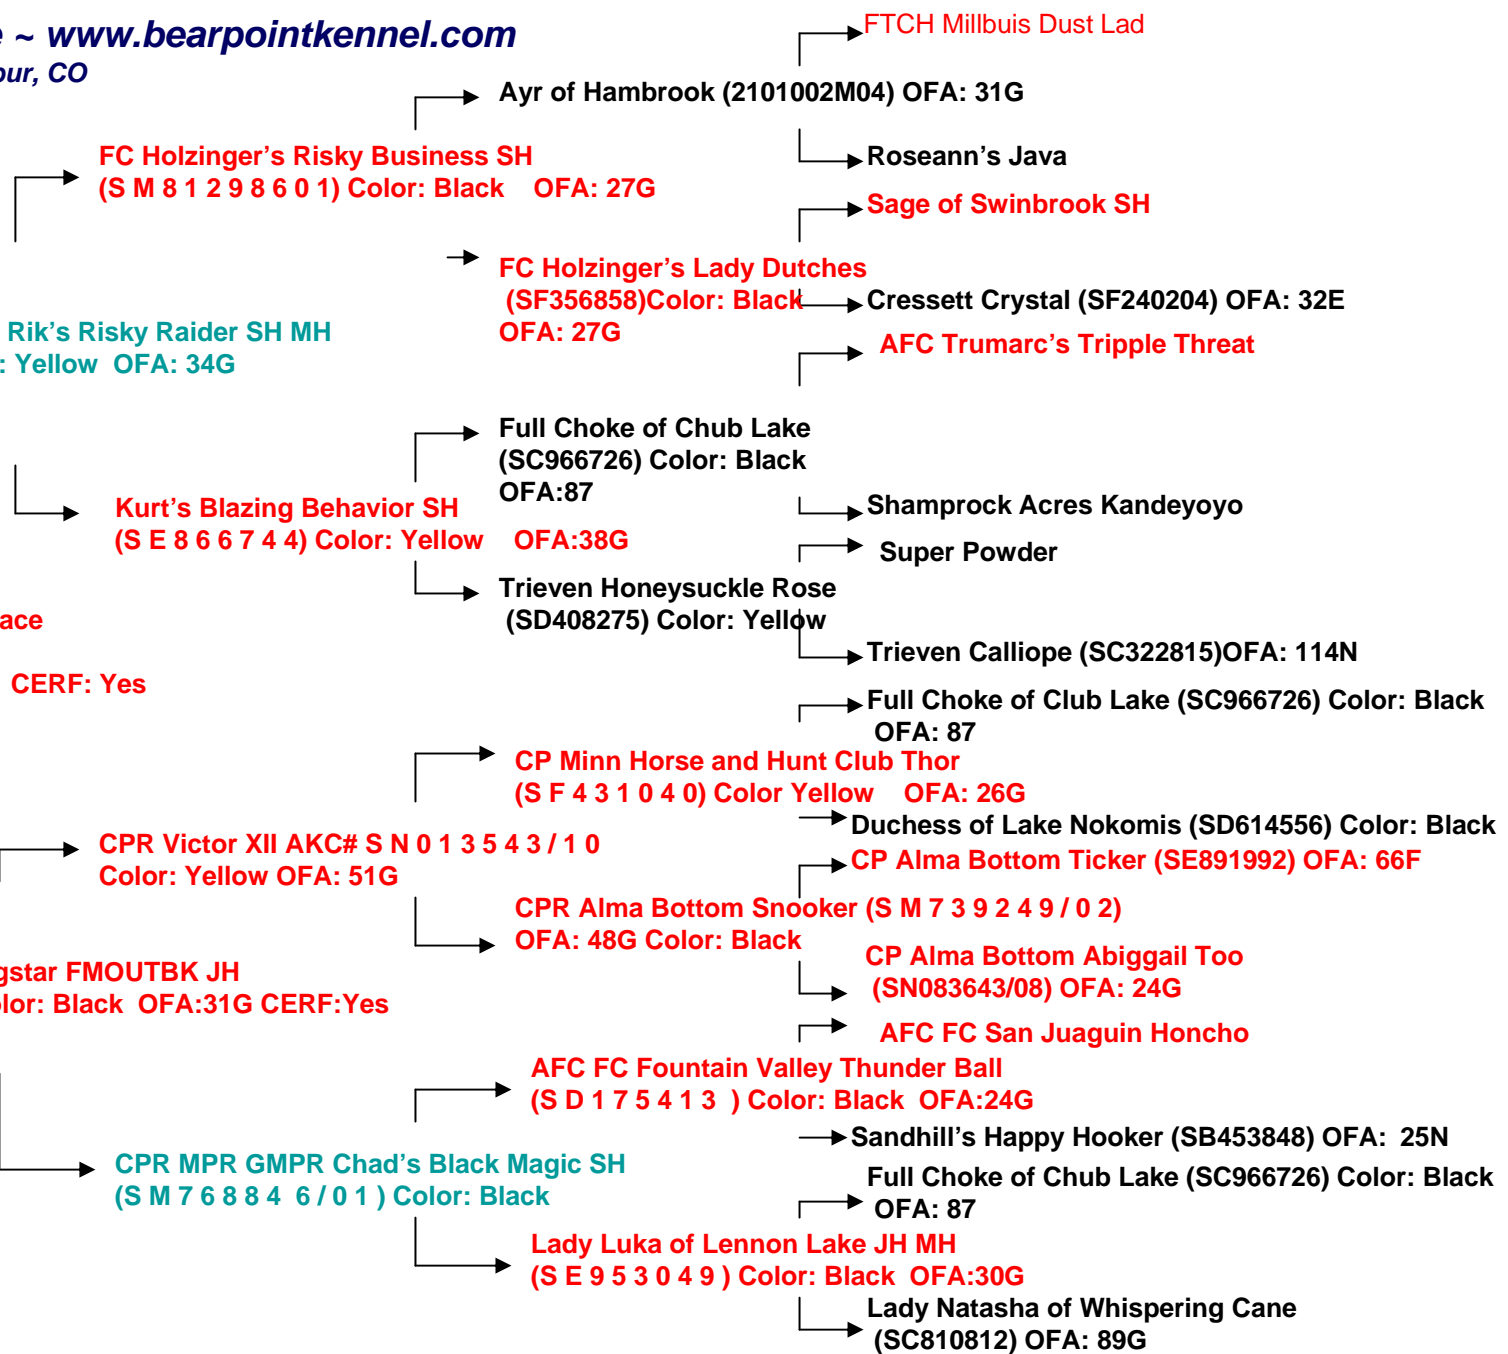 ~ www.bearpointkennel.com
CO
FTCH Millbuis Dust Lad
Ayr of Hambrook (2101002M04) OFA: 31G
FC Holzinger's Risky Business SH
(S M 8 1 2 9 8 6 0 1) Color: Black OFA: 27G
Roseann's Java
Sage of Swinbrook SH
FC Holzinger's Lady Dutches
(SF356858)Color: Black
OFA: 27G
Cressett Crystal (SF240204) OFA: 32E
Rik's Risky Raider SH MH
: Yellow OFA: 34G
AFC Trumarc's Tripple Threat
Full Choke of Chub Lake
(SC966726) Color: Black
OFA:87
Kurt's Blazing Behavior SH
(S E 8 6 6 7 4 4) Color: Yellow OFA:38G
Shamprock Acres Kandeyoyo
Super Powder
Trieven Honeysuckle Rose
(SD408275) Color: Yellow
ace
CERF: Yes
Trieven Calliope (SC322815)OFA: 114N
Full Choke of Club Lake (SC966726) Color: Black
OFA: 87
CP Minn Horse and Hunt Club Thor
(S F 4 3 1 0 4 0) Color Yellow OFA: 26G
Duchess of Lake Nokomis (SD614556) Color: Black
CPR Victor XII AKC# S N 0 1 3 5 4 3 / 1 0
Color: Yellow OFA: 51G
CP Alma Bottom Ticker (SE891992) OFA: 66F
CPR Alma Bottom Snooker (S M 7 3 9 2 4 9 / 0 2)
OFA: 48G Color: Black
CP Alma Bottom Abiggail Too
(SN083643/08) OFA: 24G
gstar FMOUTBK JH
lor: Black OFA:31G CERF:Yes
AFC FC San Juaguin Honcho
AFC FC Fountain Valley Thunder Ball
(S D 1 7 5 4 1 3 ) Color: Black OFA:24G
Sandhill's Happy Hooker (SB453848) OFA: 25N
CPR MPR GMPR Chad's Black Magic SH
(S M 7 6 8 8 4 6 / 0 1 ) Color: Black
Full Choke of Chub Lake (SC966726) Color: Black
OFA: 87
Lady Luka of Lennon Lake JH MH
(S E 9 5 3 0 4 9 ) Color: Black OFA:30G
Lady Natasha of Whispering Cane
(SC810812) OFA: 89G